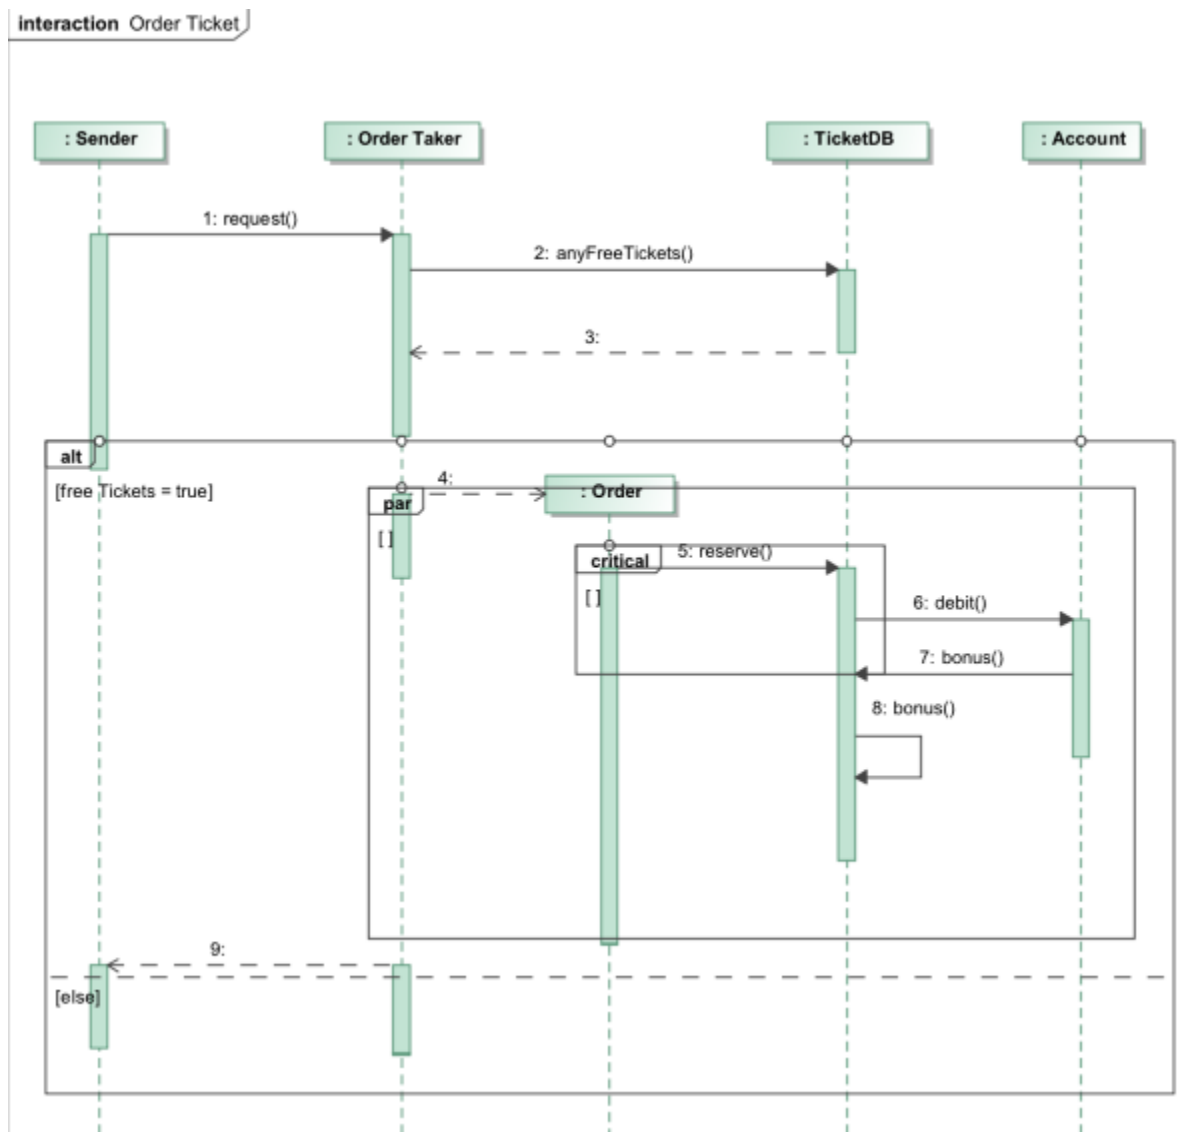 interaction Order Ticket
: Sender
: Order Taker
: TicketDB
: Account
1: request()
2: anyFreeTickets()
3:
alt
[free Tickets = true]
4:
: Order
par
[ ]
5: reserve()
critical
[ ]
6: debit()
7: bonus()
8: bonus()
9:
[else]